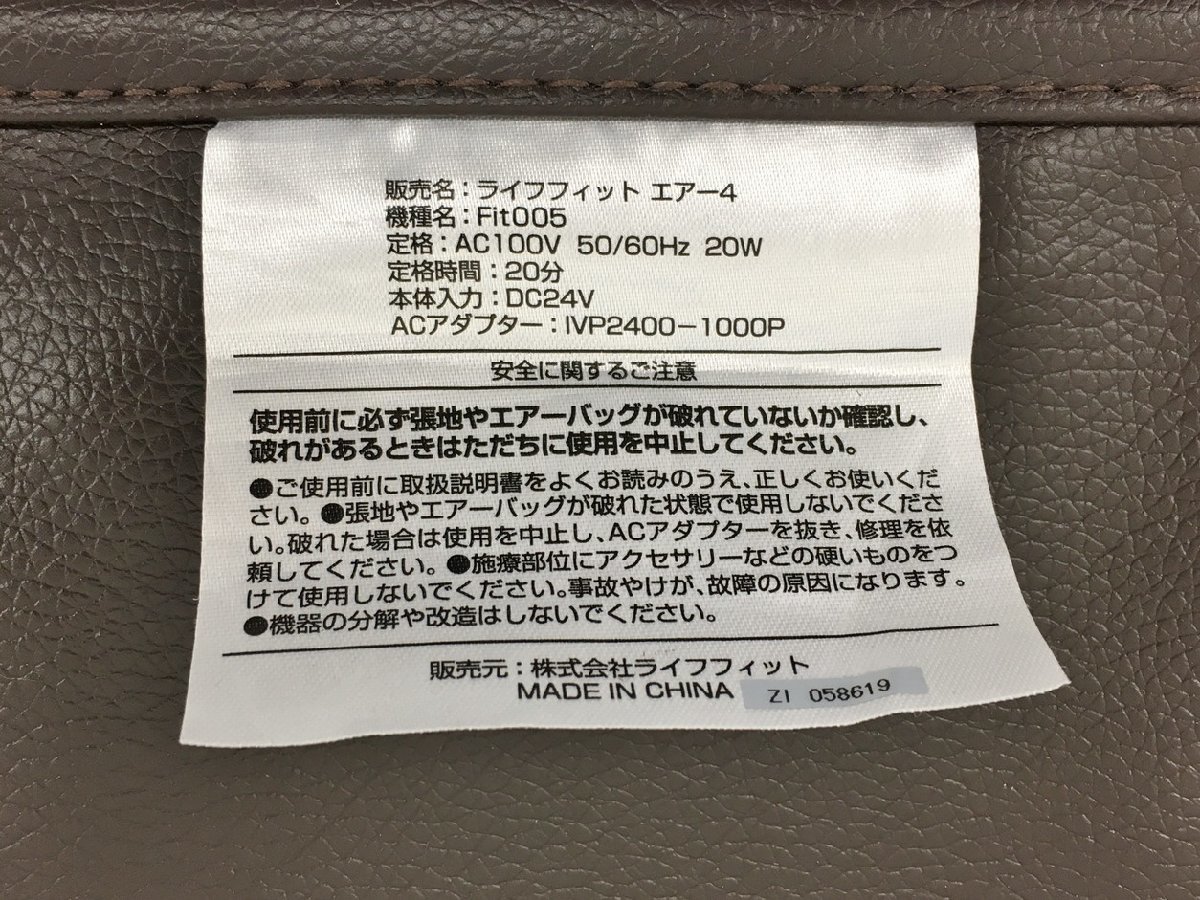 販売名：ライフフィット エアー4
機種名：Fit005
定格：AC100V 50/60Hz 20W
定格時間：20分
本体入力：DC24V
ACアダプター：IVP2400-1000P
安全に関するご注意
使用前に必ず張地やエアーバッグが破れていないか確認し、
破れがあるときはただちに使用を中止してください。
●ご使用前に取扱説明書をよくお読みのうえ、正しくお使いくだ
さい。●張地やエアーバッグが破れた状態で使用しないでくださ
い。破れた場合は使用を中止し、ACアダプターを抜き、修理を依
頼してください。●施療部位にアクセサリーなどの硬いものをつ
けて使用しないでください。事故やけが、故障の原因になります。
●機器の分解や改造はしないでください。
販売元：株式会社ライフフィット
MADE IN CHINA ZI 058619